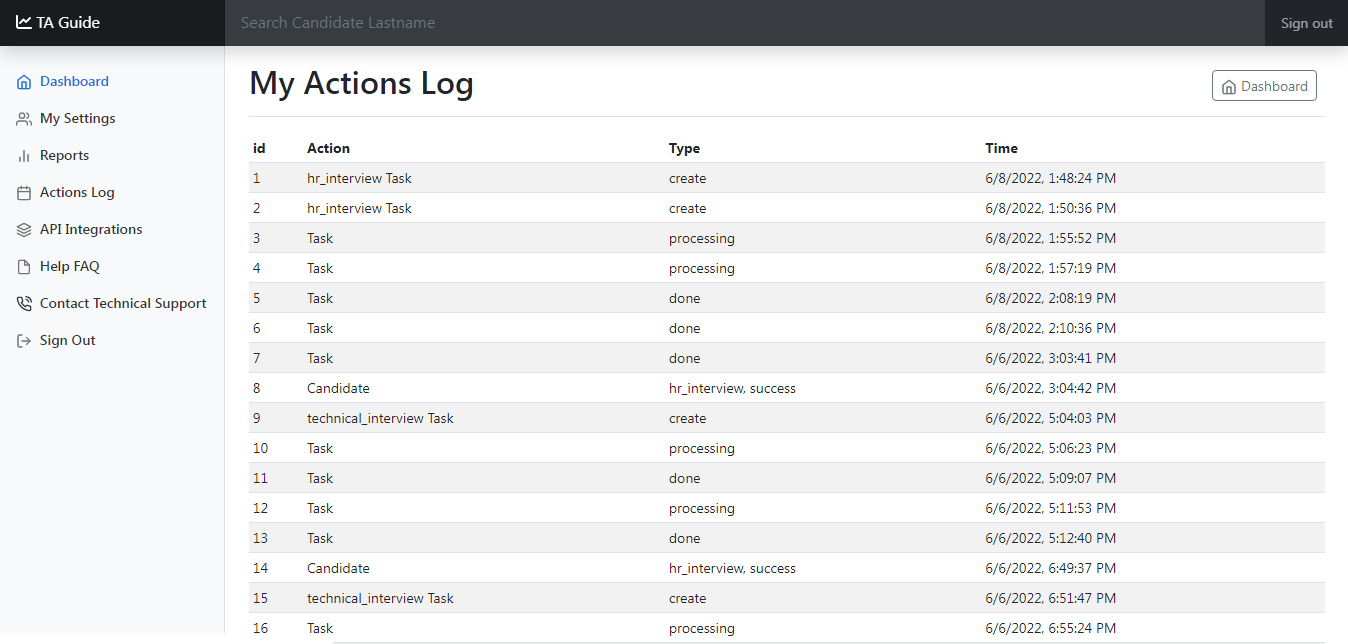 TA Guide Search Candidate Lastname Sign out
Dashboard
My Settings
Reports
Actions Log
API Integrations
Help FAQ
Contact Technical Support
Sign Out
My Actions Log Dashboard
id Action Type Time
1 hr_interview Task create 6/8/2022, 1:48:24 PM
2 hr_interview Task create 6/8/2022, 1:50:36 PM
3 Task processing 6/8/2022, 1:55:52 PM
4 Task processing 6/8/2022, 1:57:19 PM
5 Task done 6/8/2022, 2:08:19 PM
6 Task done 6/8/2022, 2:10:36 PM
7 Task done 6/6/2022, 3:03:41 PM
8 Candidate hr_interview, success 6/6/2022, 3:04:42 PM
9 technical_interview Task create 6/6/2022, 5:04:03 PM
10 Task processing 6/6/2022, 5:06:23 PM
11 Task done 6/6/2022, 5:09:07 PM
12 Task processing 6/6/2022, 5:11:53 PM
13 Task done 6/6/2022, 5:12:40 PM
14 Candidate hr_interview, success 6/6/2022, 6:49:37 PM
15 technical_interview Task create 6/6/2022, 6:51:47 PM
16 Task processing 6/6/2022, 6:55:24 PM